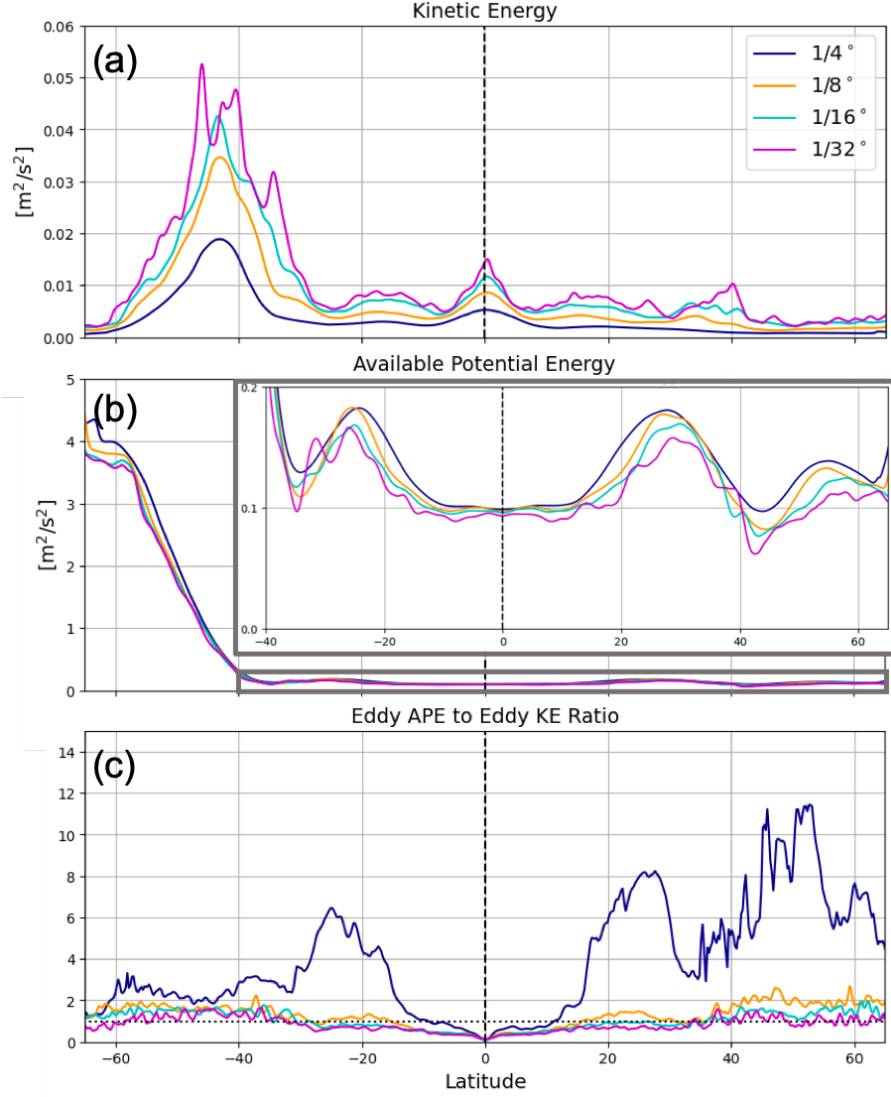 Kinetic Energy
(a)
0.06
0.05
0.04
0.03
0.02
0.01
0.00
[m²/s²]
1/4°
1/8°
1/16°
1/32°
Available Potential Energy
(b)
5
4
3
2
1
0
[m²/s²]
0.2
0.1
0.0
−40 −20 0 20 40 60
Eddy APE to Eddy KE Ratio
(c)
14
12
10
8
6
4
2
0
−60 −40 −20 0 20 40 60
Latitude